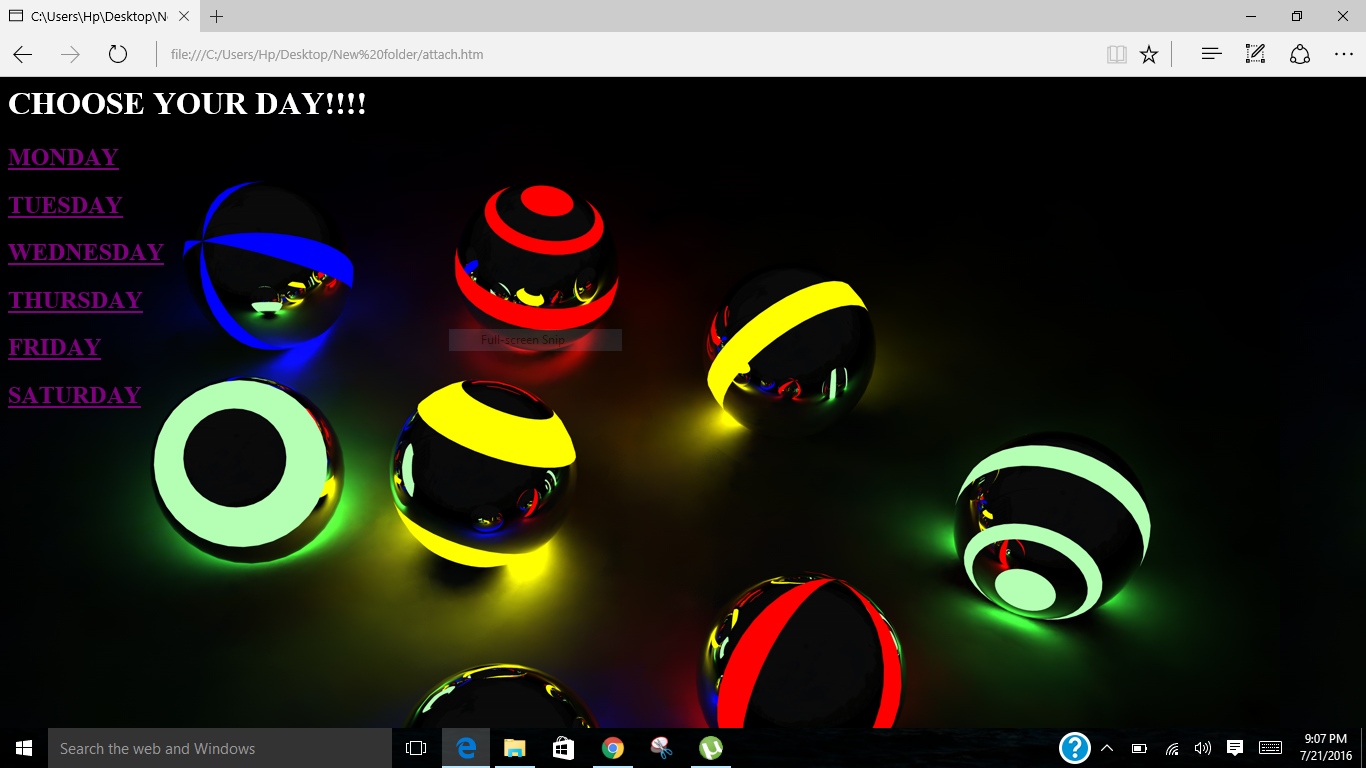 C:\Users\Hp\Desktop\Ne
file:///C:/Users/Hp/Desktop/New%20folder/attach.htm
CHOOSE YOUR DAY!!!!
MONDAY
TUESDAY
WEDNESDAY
THURSDAY
FRIDAY
SATURDAY
Full-screen Snip
Search the web and Windows
9:07 PM
7/21/2016